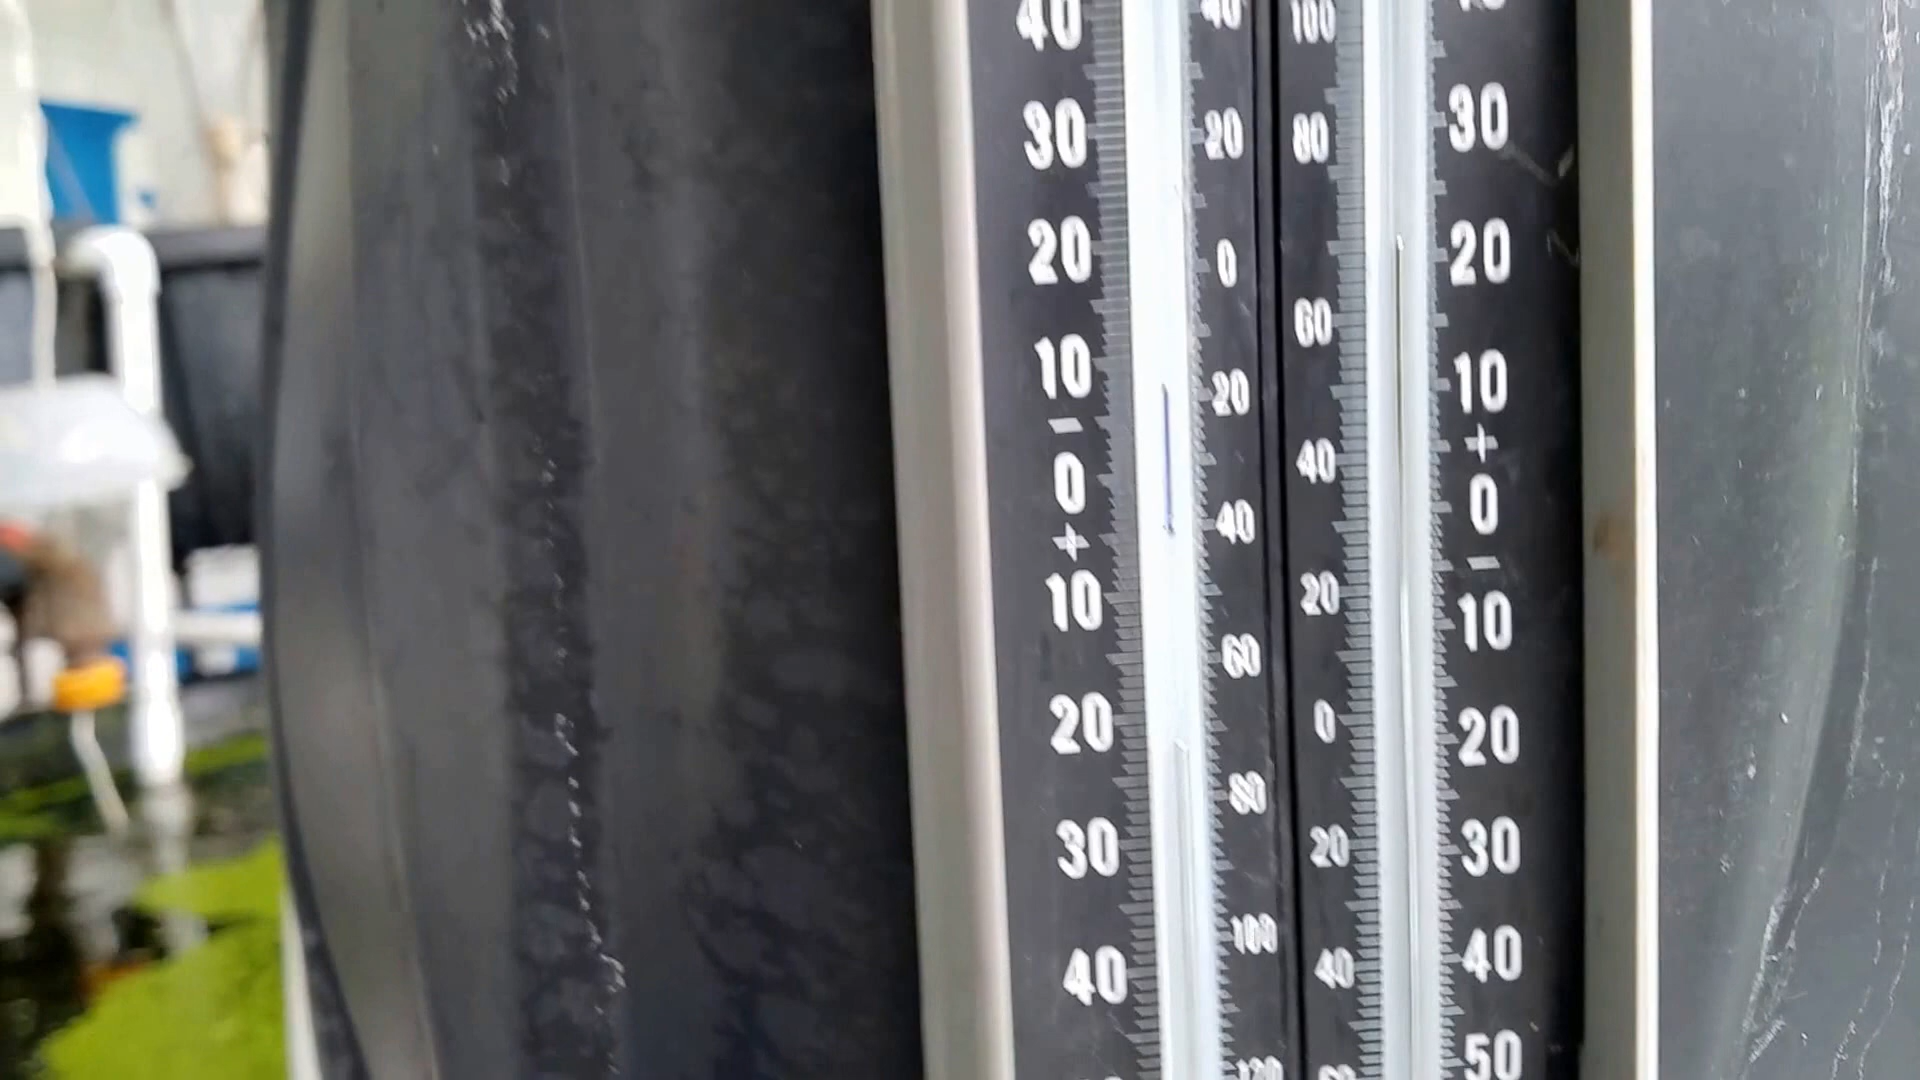 40 40 100
30 20 80 30
20 0 60 20
10 20 40 10
- +
0 40 20 0
+ -
10 60 0 10
20 80 20 20
30 100 40 30
40 40
50